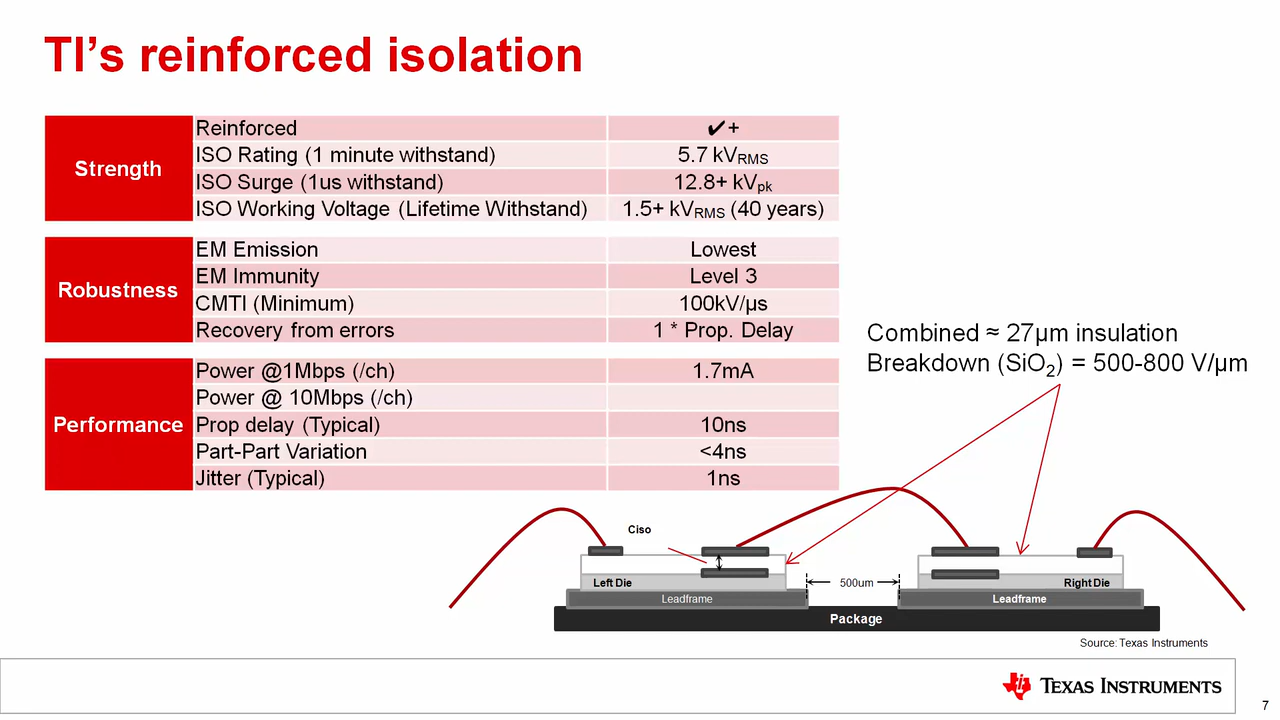 TI’s reinforced isolation
Strength
Reinforced ✔+
ISO Rating (1 minute withstand) 5.7 kVRMS
ISO Surge (1us withstand) 12.8+ kVpk
ISO Working Voltage (Lifetime Withstand) 1.5+ kVRMS (40 years)
Robustness
EM Emission Lowest
EM Immunity Level 3
CMTI (Minimum) 100kV/µs
Recovery from errors 1 * Prop. Delay
Performance
Power @1Mbps (/ch) 1.7mA
Power @ 10Mbps (/ch)
Prop delay (Typical) 10ns
Part-Part Variation <4ns
Jitter (Typical) 1ns
Combined ≈ 27µm insulation
Breakdown (SiO2) = 500-800 V/µm
Ciso
Left Die
500um
Right Die
Leadframe
Leadframe
Package
Source: Texas Instruments
TEXAS INSTRUMENTS
7